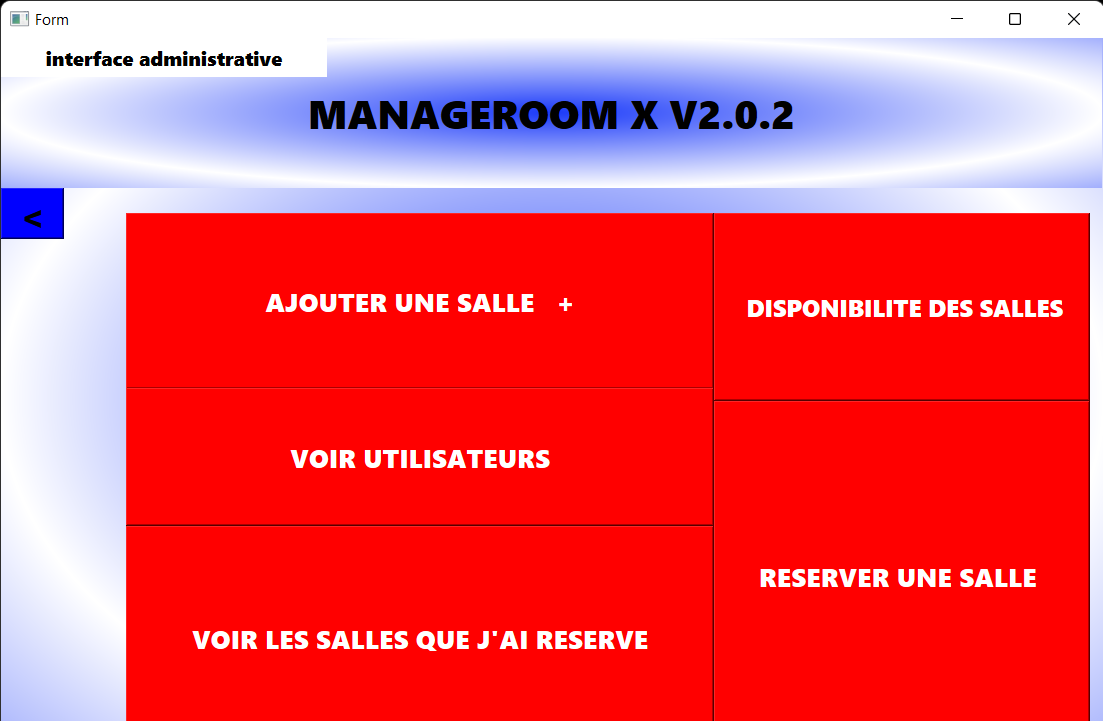 Form
interface administrative
MANAGEROOM X V2.0.2
<
AJOUTER UNE SALLE +
DISPONIBILITE DES SALLES
VOIR UTILISATEURS
RESERVER UNE SALLE
VOIR LES SALLES QUE J'AI RESERVE